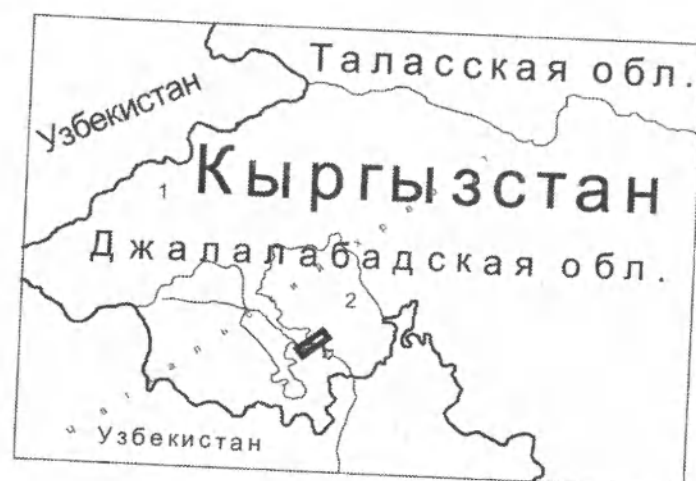 Таласская обл.
Узбекистан
Кыргызстан
1
Джалалабадская обл.
2
Узбекистан